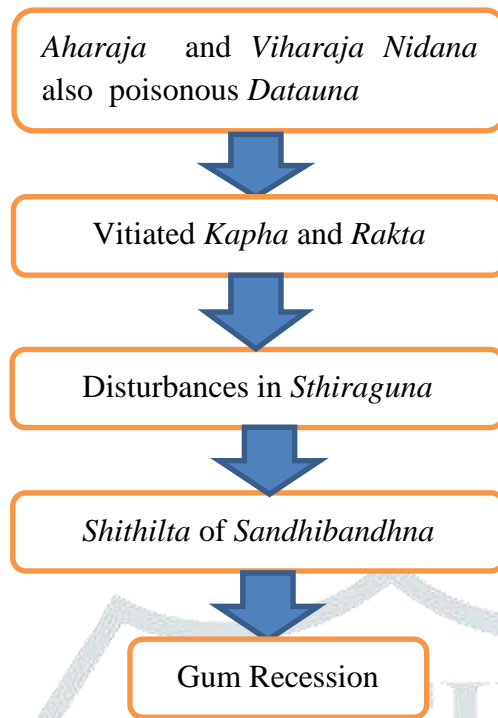 Aharaja and Viharaja Nidana
also poisonous Datauna
Vitiated Kapha and Rakta
Disturbances in Sthiraguna
Shithilta of Sandhibandhna
Gum Recession